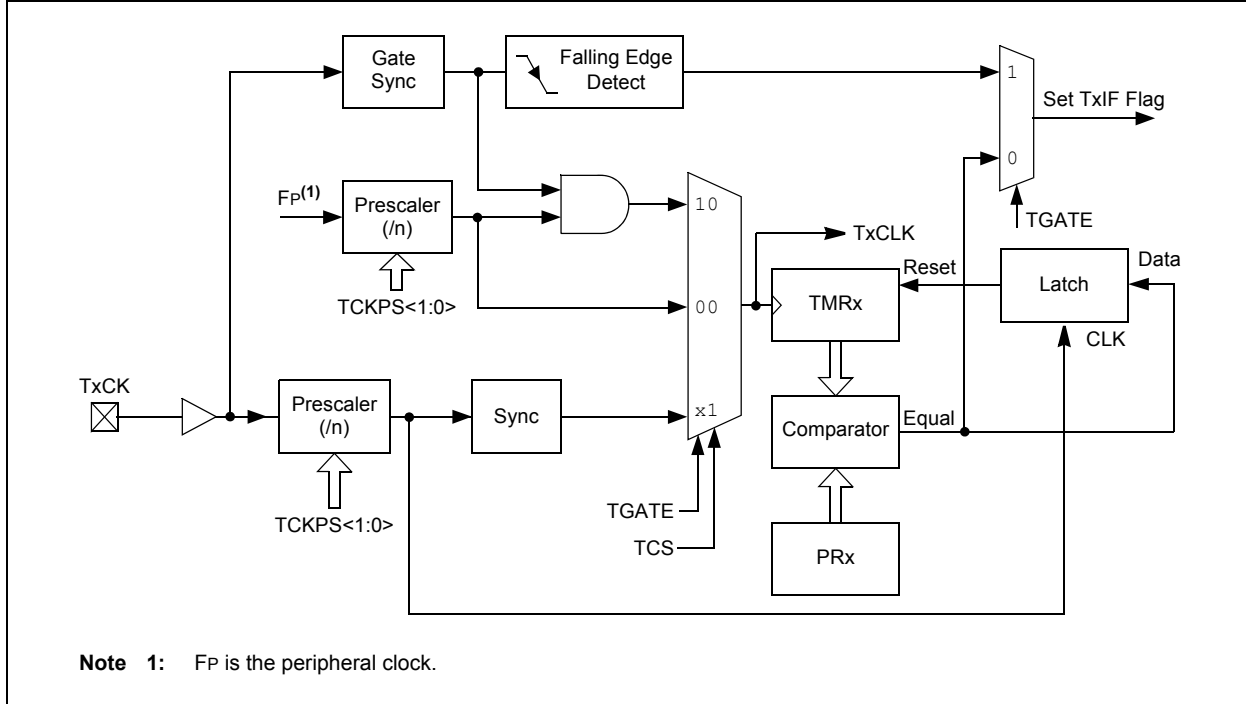 Gate
Sync
Falling Edge
Detect
1
Set TxIF Flag
0
FP(1)
Prescaler
(/n)
10
TGATE
TxCLK
TCKPS<1:0>
00
Reset
Data
TMRx
Latch
CLK
TxCK
Prescaler
(/n)
Sync
x1
Comparator
Equal
TCKPS<1:0>
TGATE
TCS
PRx
Note 1: FP is the peripheral clock.